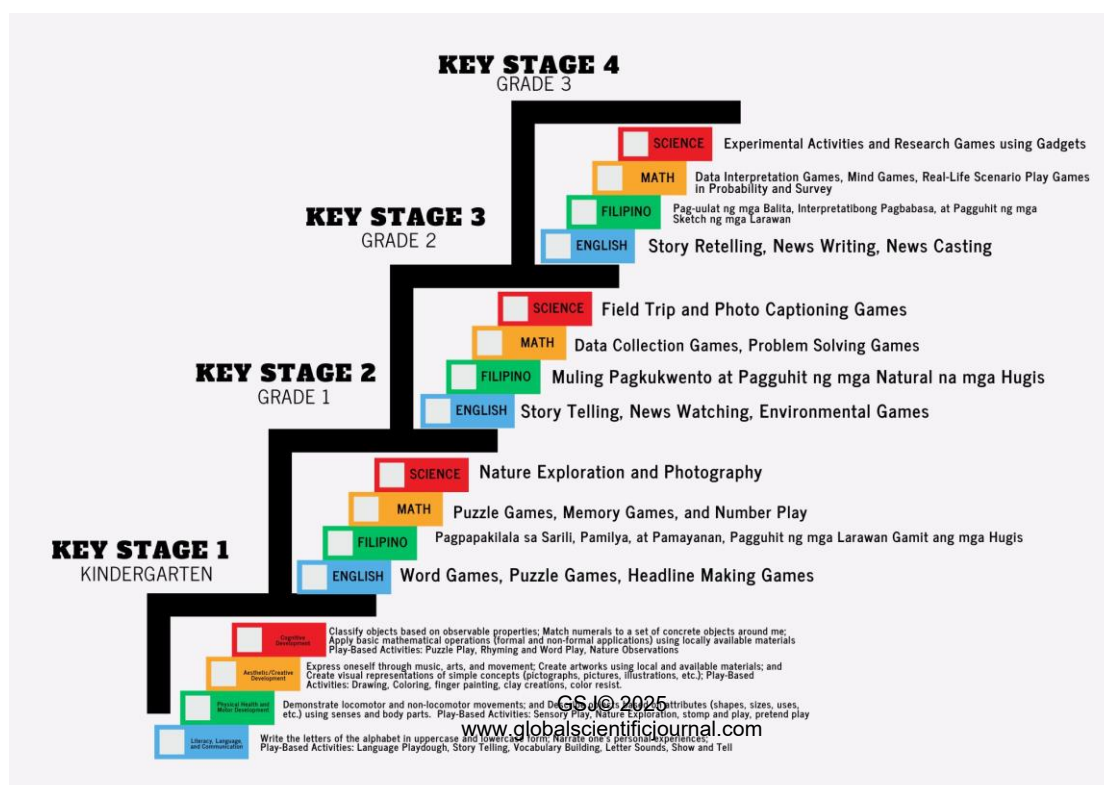 KEY STAGE 4
GRADE 3
SCIENCE Experimental Activities and Research Games using Gadgets
MATH Data Interpretation Games, Mind Games, Real-Life Scenario Play Games
in Probability and Survey
FILIPINO Pag-uulat ng mga Balita, Interpretatibong Pagbabasa, at Pagguhit ng mga
Sketch ng mga Larawan
ENGLISH Story Retelling, News Writing, News Casting
KEY STAGE 3
GRADE 2
SCIENCE Field Trip and Photo Captioning Games
MATH Data Collection Games, Problem Solving Games
FILIPINO Muling Pagkukwento at Pagguhit ng mga Natural na mga Hugis
ENGLISH Story Telling, News Watching, Environmental Games
KEY STAGE 2
GRADE 1
SCIENCE Nature Exploration and Photography
MATH Puzzle Games, Memory Games, and Number Play
FILIPINO Pagpapakilala sa Sarili, Pamilya, at Pamayanan, Pagguhit ng mga Larawan Gamit ang mga Hugis
ENGLISH Word Games, Puzzle Games, Headline Making Games
KEY STAGE 1
KINDERGARTEN
Cognitive
Development
Classify objects based on observable properties; Match numerals to a set of concrete objects around me;
Apply basic mathematical operations (formal and non-formal applications) using locally available materials
Play-Based Activities: Puzzle Play, Rhyming and Word Play, Nature Observations
Aesthetic/Creative
Development
Express oneself through music, arts, and movement; Create artworks using local and available materials; and
Create visual representations of simple concepts (pictographs, pictures, illustrations, etc.); Play-Based
Activities: Drawing, Coloring, finger painting, clay creations, color resist.
Physical Health and
Motor Development
Demonstrate locomotor and non-locomotor movements; and Describe objects based on attributes (shapes, sizes, uses,
etc.) using senses and body parts. Play-Based Activities: Sensory Play, Nature Exploration, stomp and play, pretend play
Literacy, Language,
and Communication
Write the letters of the alphabet in uppercase and lowercase form; Narrate one's personal experiences;
Play-Based Activities: Language Playdough, Story Telling, Vocabulary Building, Letter Sounds, Show and Tell
GSJ© 2025
www.globalscientificjournal.com